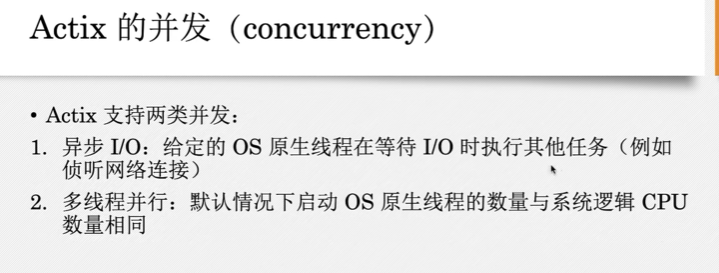 Actix 的并发（concurrency）
• Actix 支持两类并发：
1. 异步 I/O：给定的 OS 原生线程在等待 I/O 时执行其他任务（例如
侦听网络连接）
2. 多线程并行：默认情况下启动 OS 原生线程的数量与系统逻辑 CPU
数量相同